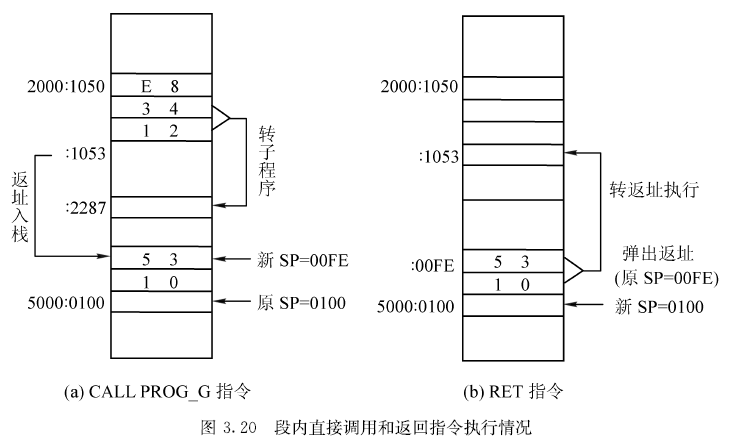 2000:1050
E 8
3 4
1 2
:1053
:2287
返址入栈
转子程序
5 3
1 0
新 SP=00FE
5000:0100
原 SP=0100
(a) CALL PROG_G 指令
2000:1050
:1053
转返址执行
:00FE
5 3
1 0
弹出返址
(原 SP=00FE)
5000:0100
新 SP=0100
(b) RET 指令
图 3.20 段内直接调用和返回指令执行情况